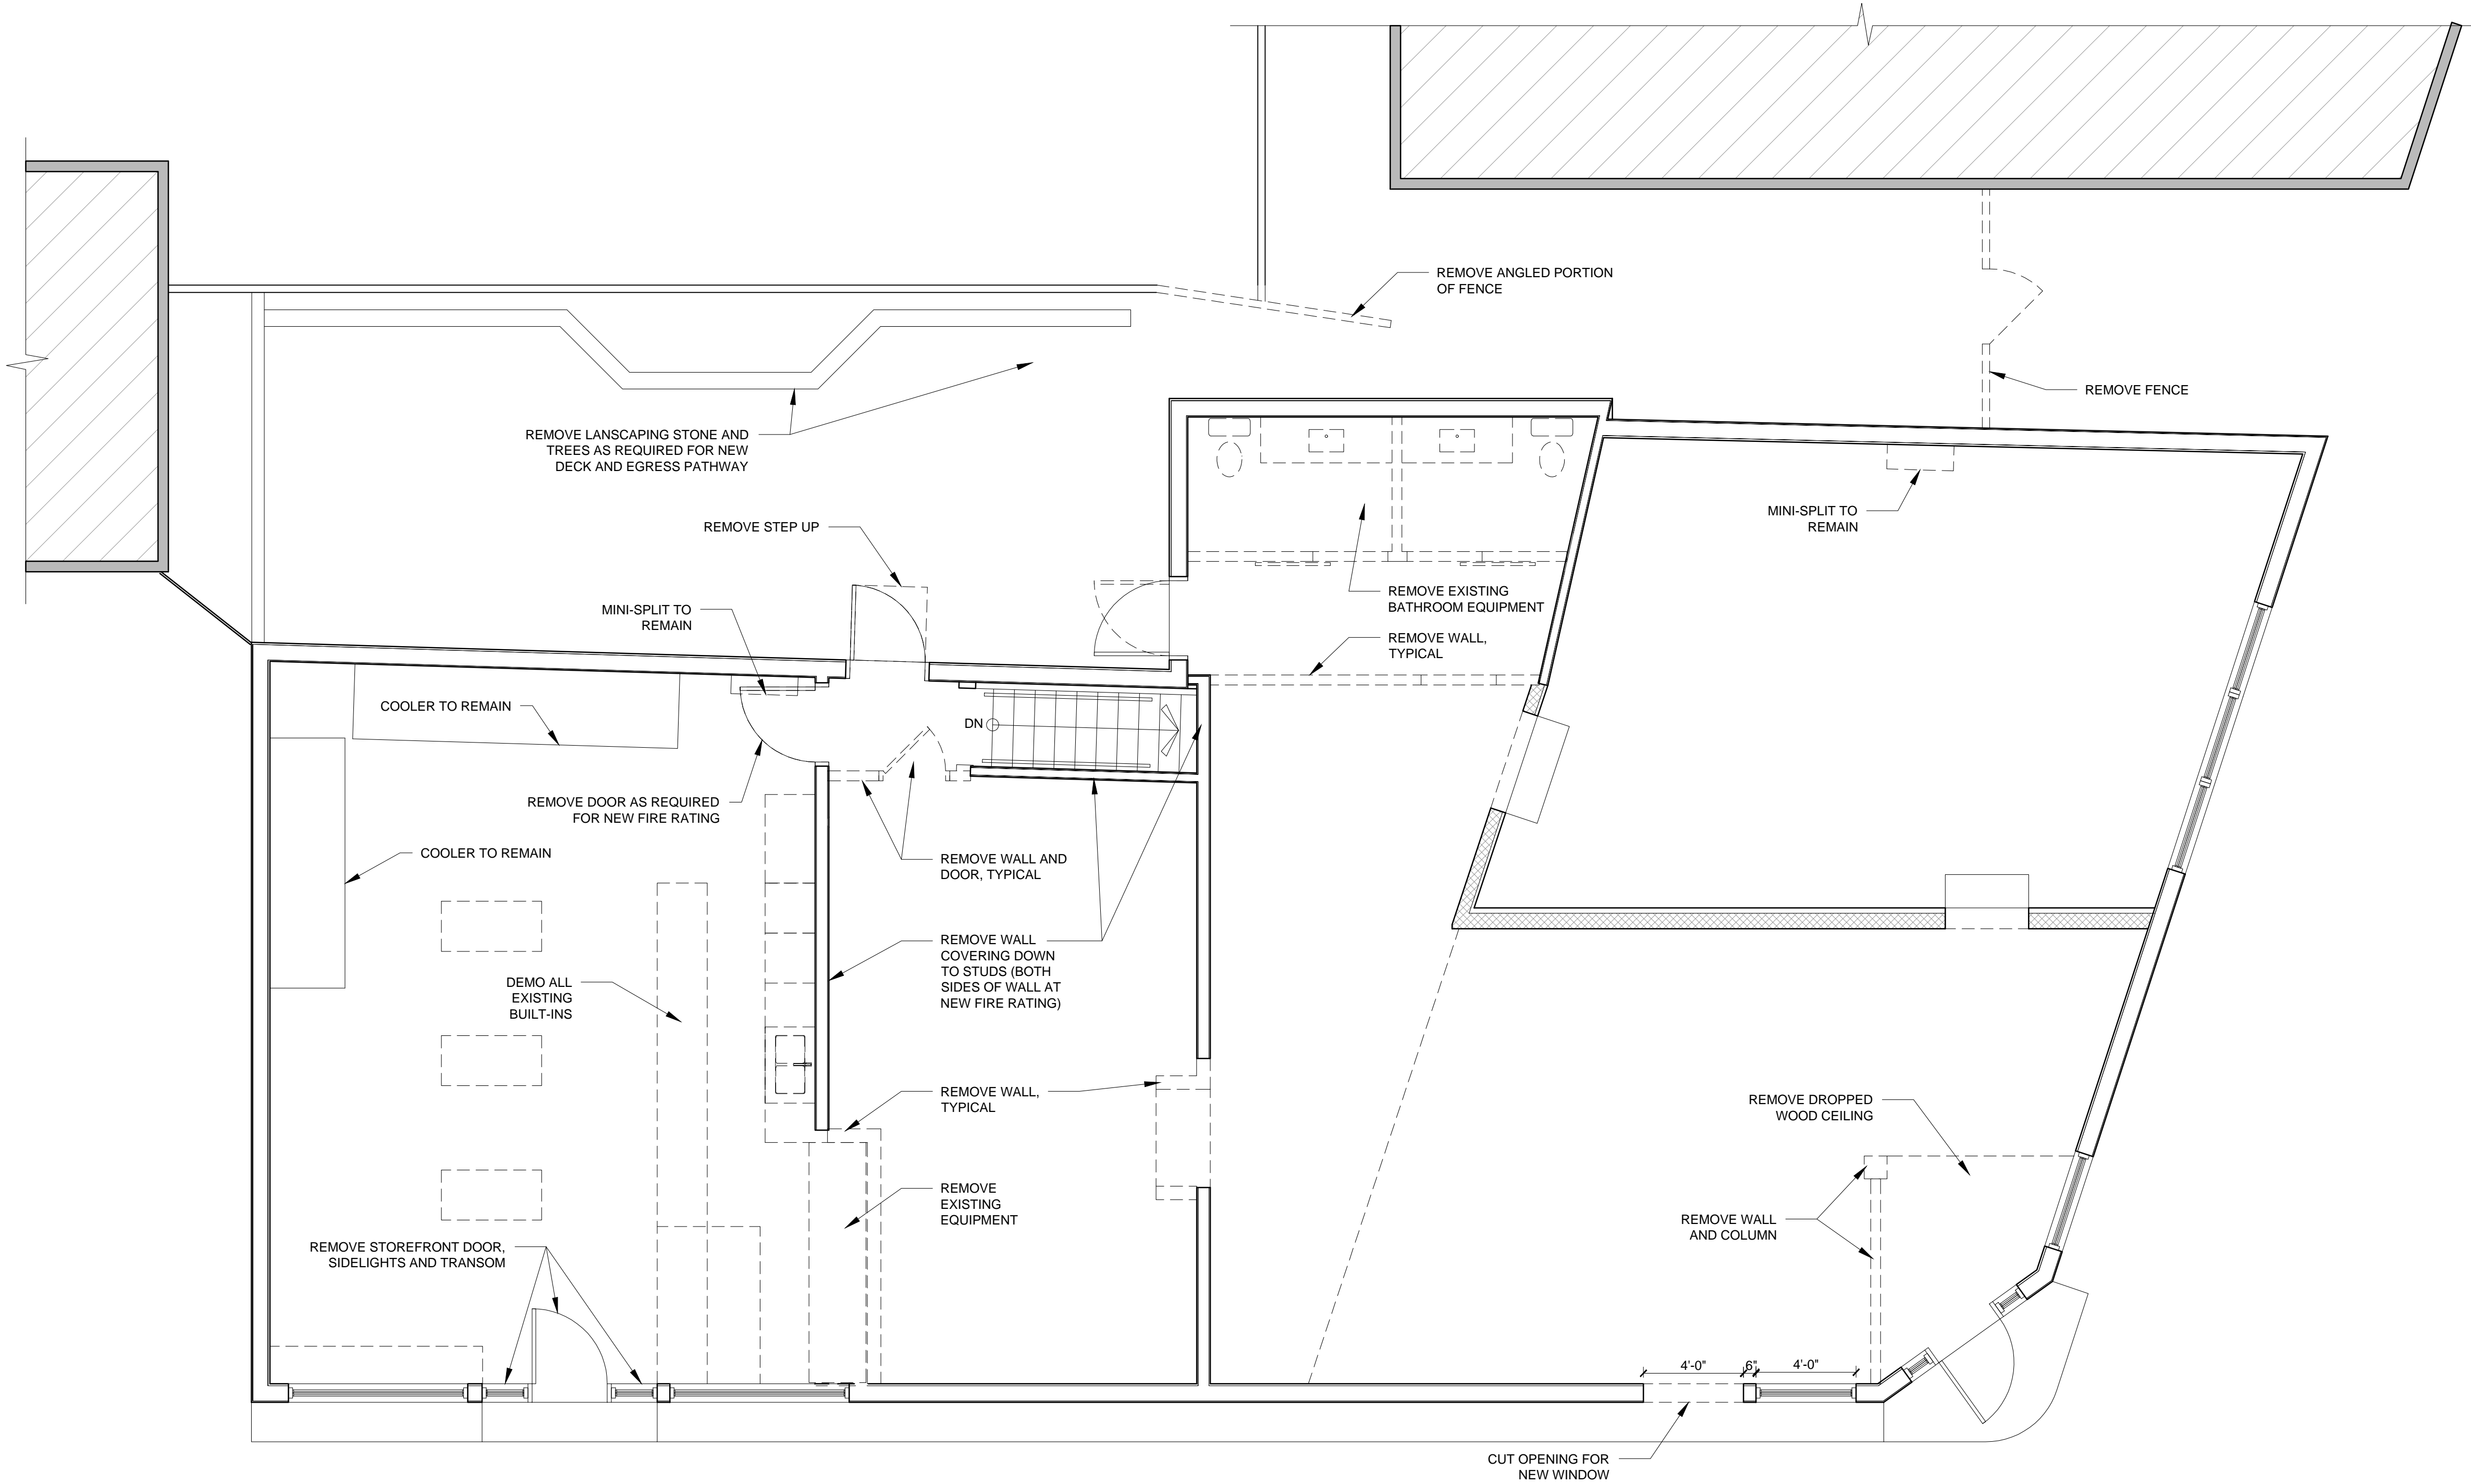 REMOVE ANGLED PORTION
OF FENCE
REMOVE FENCE
REMOVE LANSCAPING STONE AND
TREES AS REQUIRED FOR NEW
DECK AND EGRESS PATHWAY
MINI-SPLIT TO
REMAIN
REMOVE STEP UP
MINI-SPLIT TO
REMAIN
REMOVE EXISTING
BATHROOM EQUIPMENT
REMOVE WALL,
TYPICAL
COOLER TO REMAIN
DN
REMOVE DOOR AS REQUIRED
FOR NEW FIRE RATING
COOLER TO REMAIN
REMOVE WALL AND
DOOR, TYPICAL
REMOVE WALL
COVERING DOWN
TO STUDS (BOTH
SIDES OF WALL AT
NEW FIRE RATING)
DEMO ALL
EXISTING
BUILT-INS
REMOVE WALL,
TYPICAL
REMOVE DROPPED
WOOD CEILING
REMOVE
EXISTING
EQUIPMENT
REMOVE WALL
AND COLUMN
REMOVE STOREFRONT DOOR,
SIDELIGHTS AND TRANSOM
4'-0" 6" 4'-0"
CUT OPENING FOR
NEW WINDOW